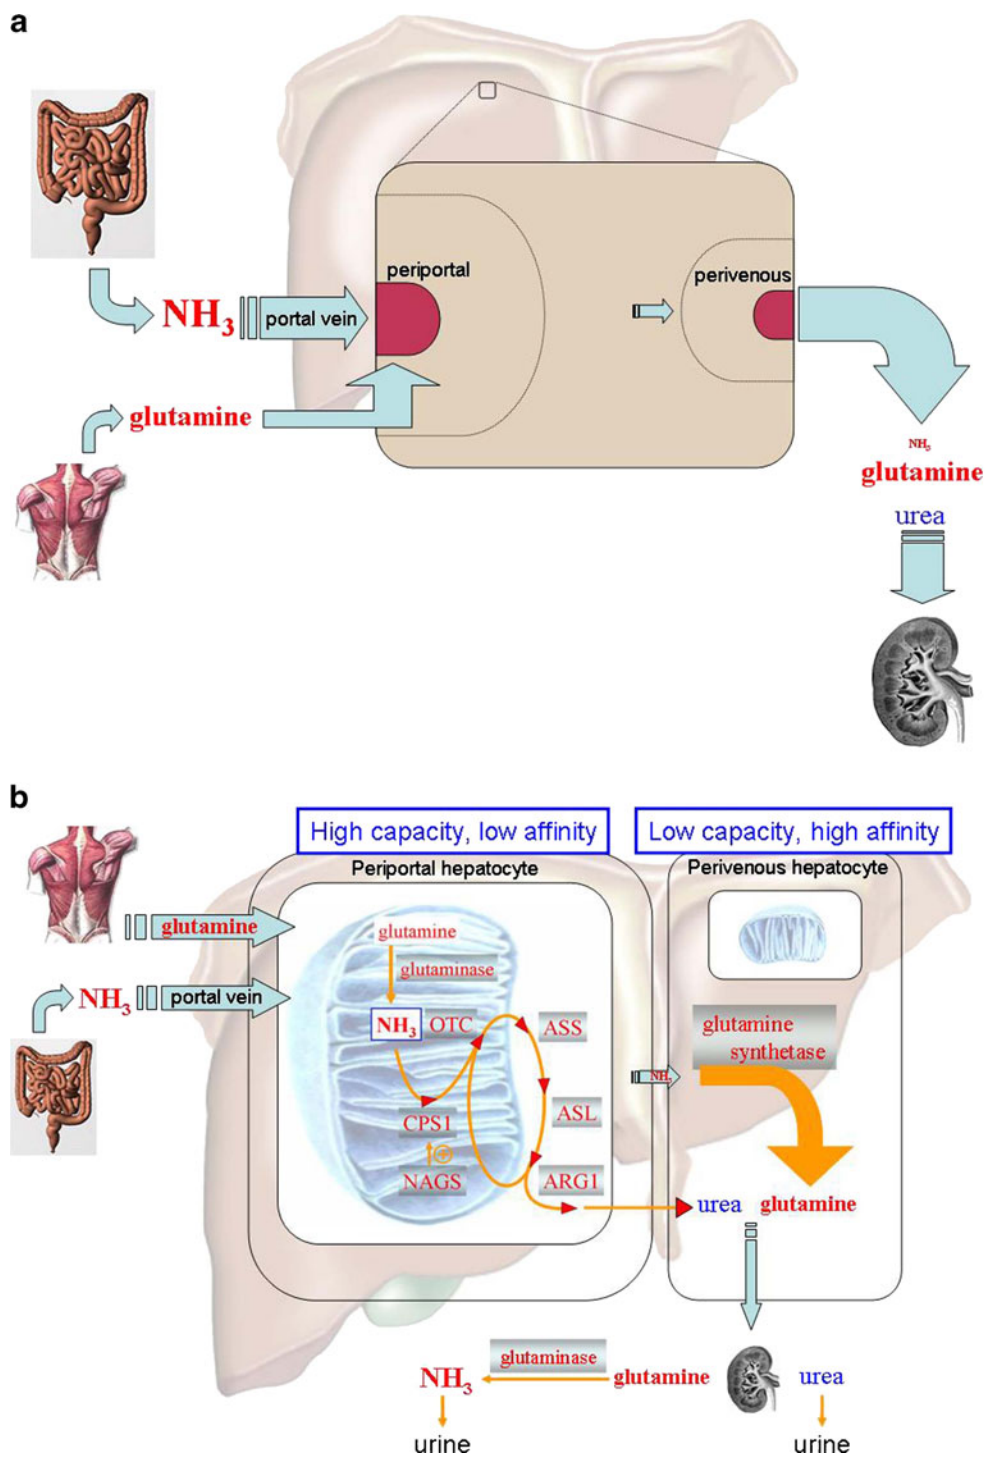 a
periportal
perivenous
NH3
portal vein
glutamine
NH3
glutamine
urea
b
High capacity, low affinity
Low capacity, high affinity
Periportal hepatocyte
Perivenous hepatocyte
glutamine
glutamine
glutaminase
NH3
portal vein
NH3
OTC
ASS
glutamine
synthetase
NH3
CPS1
ASL
NAGS
ARG1
urea
glutamine
glutaminase
NH3
glutamine
urea
urine
urine